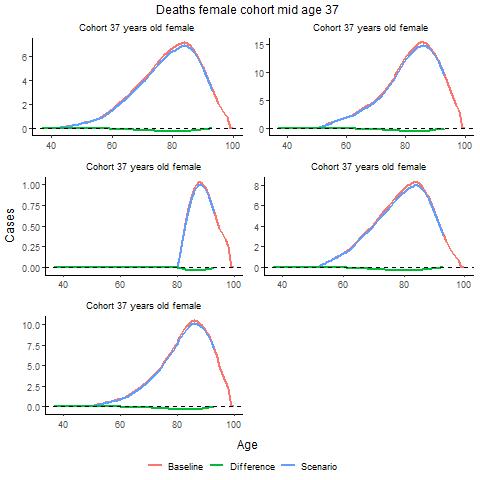 Deaths female cohort mid age 37
Cohort 37 years old female
Cohort 37 years old female
6
4
2
0
40 60 80 100
15
10
5
0
40 60 80 100
Cohort 37 years old female
Cohort 37 years old female
1.00
0.75
0.50
0.25
0.00
40 60 80 100
8
6
4
2
0
40 60 80 100
Cases
Cohort 37 years old female
10.0
7.5
5.0
2.5
0.0
40 60 80 100
Age
Baseline Difference Scenario